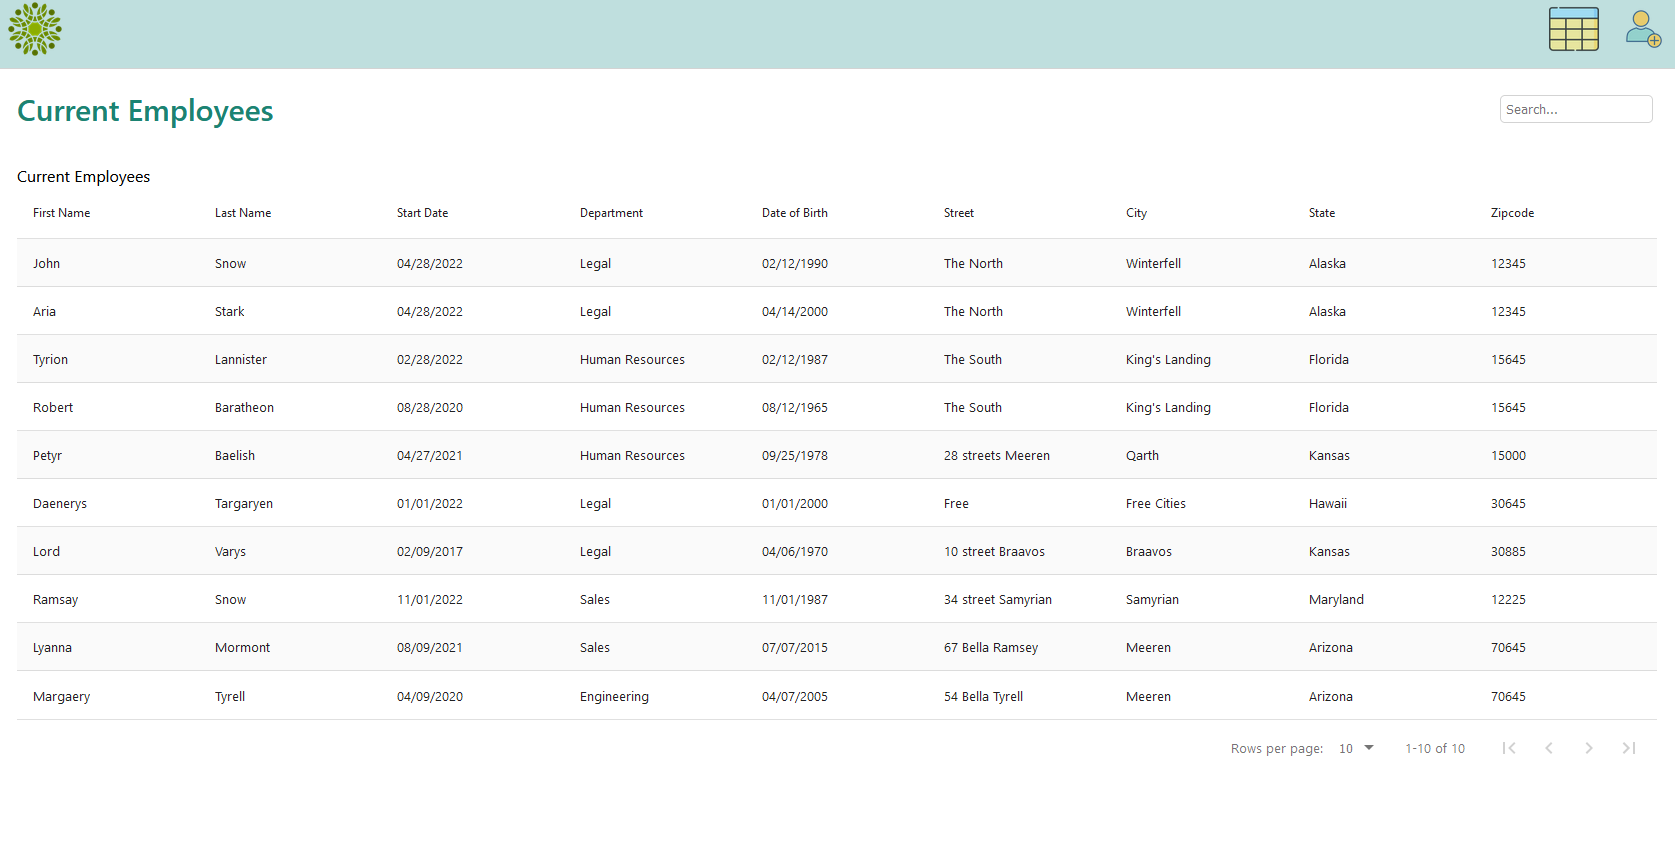 Current Employees
Search...
Current Employees
First Name Last Name Start Date Department Date of Birth Street City State Zipcode
John Snow 04/28/2022 Legal 02/12/1990 The North Winterfell Alaska 12345
Aria Stark 04/28/2022 Legal 04/14/2000 The North Winterfell Alaska 12345
Tyrion Lannister 02/28/2022 Human Resources 02/12/1987 The South King's Landing Florida 15645
Robert Baratheon 08/28/2020 Human Resources 08/12/1965 The South King's Landing Florida 15645
Petyr Baelish 04/27/2021 Human Resources 09/25/1978 28 streets Meeren Qarth Kansas 15000
Daenerys Targaryen 01/01/2022 Legal 01/01/2000 Free Free Cities Hawaii 30645
Lord Varys 02/09/2017 Legal 04/06/1970 10 street Braavos Braavos Kansas 30885
Ramsay Snow 11/01/2022 Sales 11/01/1987 34 street Samyrian Samyrian Maryland 12225
Lyanna Mormont 08/09/2021 Sales 07/07/2015 67 Bella Ramsey Meeren Arizona 70645
Margaery Tyrell 04/09/2020 Engineering 04/07/2005 54 Bella Tyrell Meeren Arizona 70645
Rows per page: 10 1-10 of 10